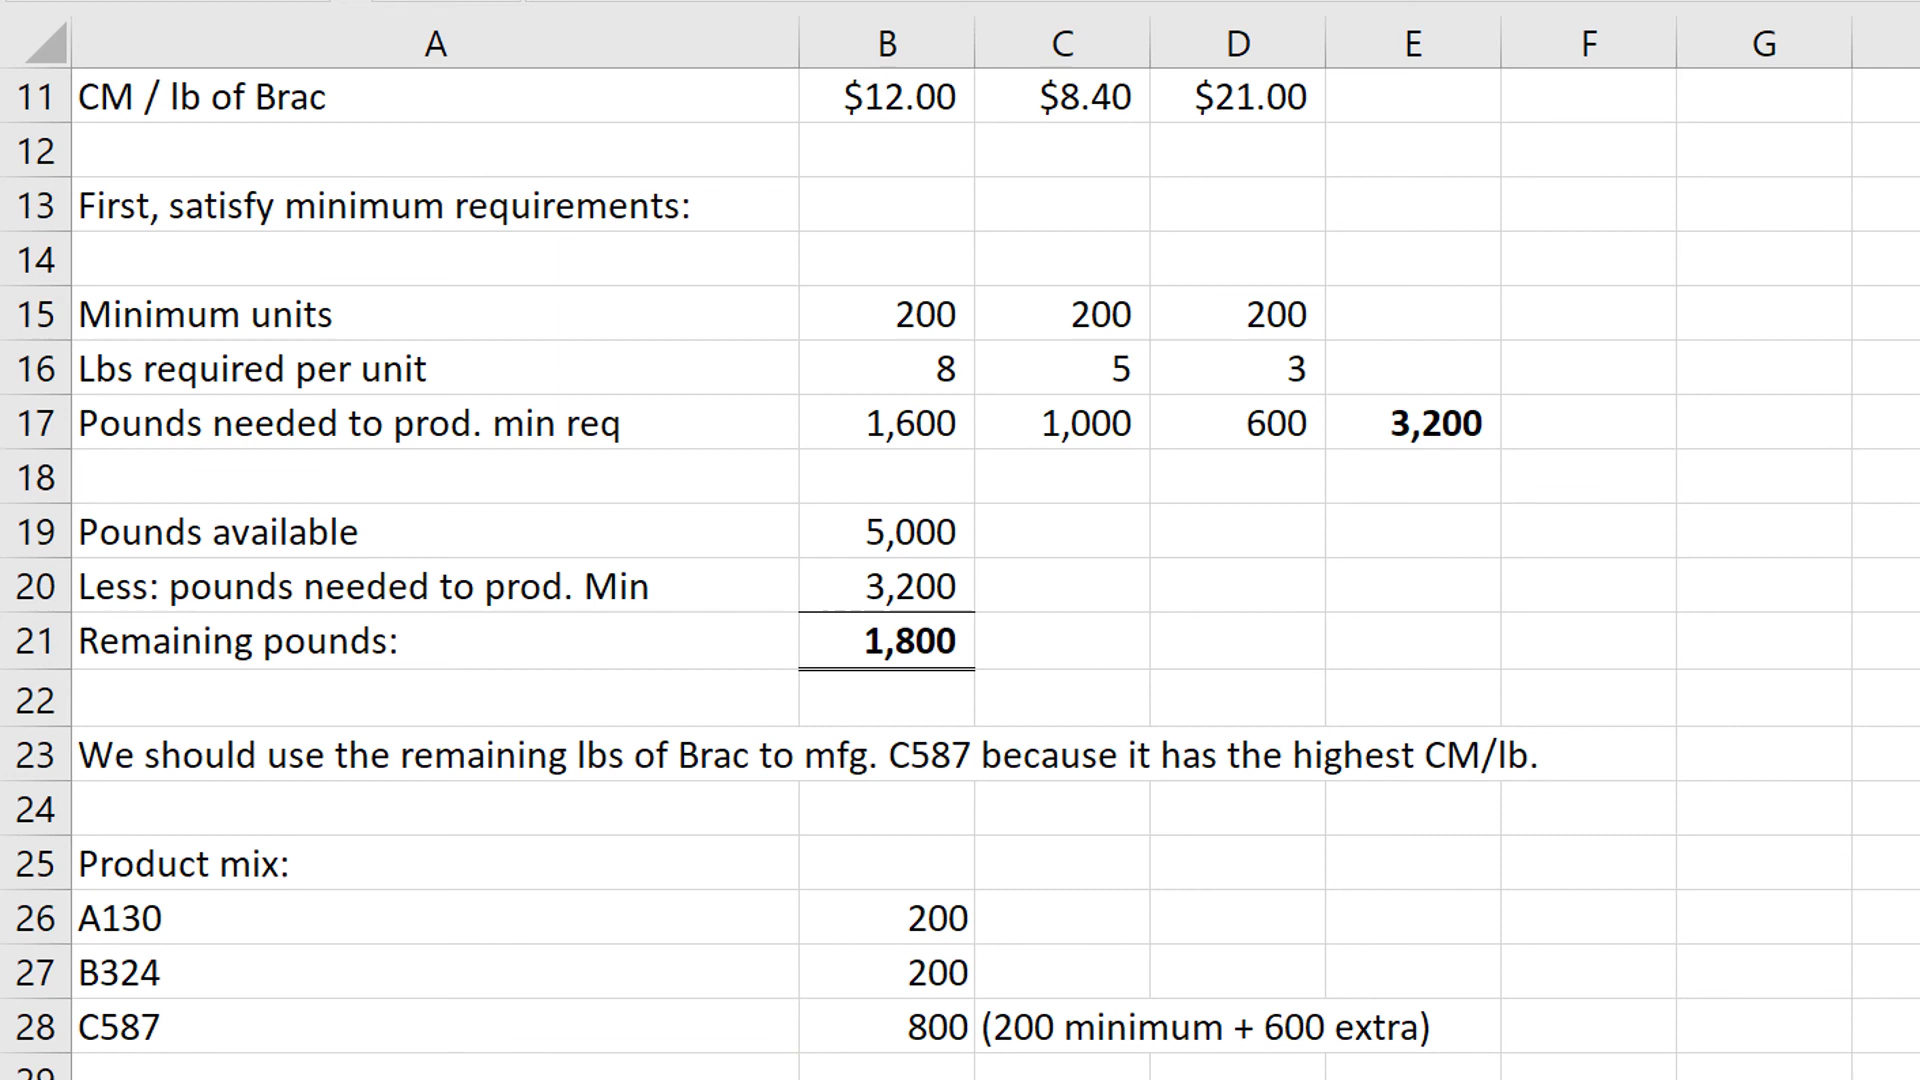 A B C D E F G
11 CM / lb of Brac $12.00 $8.40 $21.00
12
13 First, satisfy minimum requirements:
14
15 Minimum units 200 200 200
16 Lbs required per unit 8 5 3
17 Pounds needed to prod. min req 1,600 1,000 600 3,200
18
19 Pounds available 5,000
20 Less: pounds needed to prod. Min 3,200
21 Remaining pounds: 1,800
22
23 We should use the remaining lbs of Brac to mfg. C587 because it has the highest CM/lb.
24
25 Product mix:
26 A130 200
27 B324 200
28 C587 800 (200 minimum + 600 extra)
29